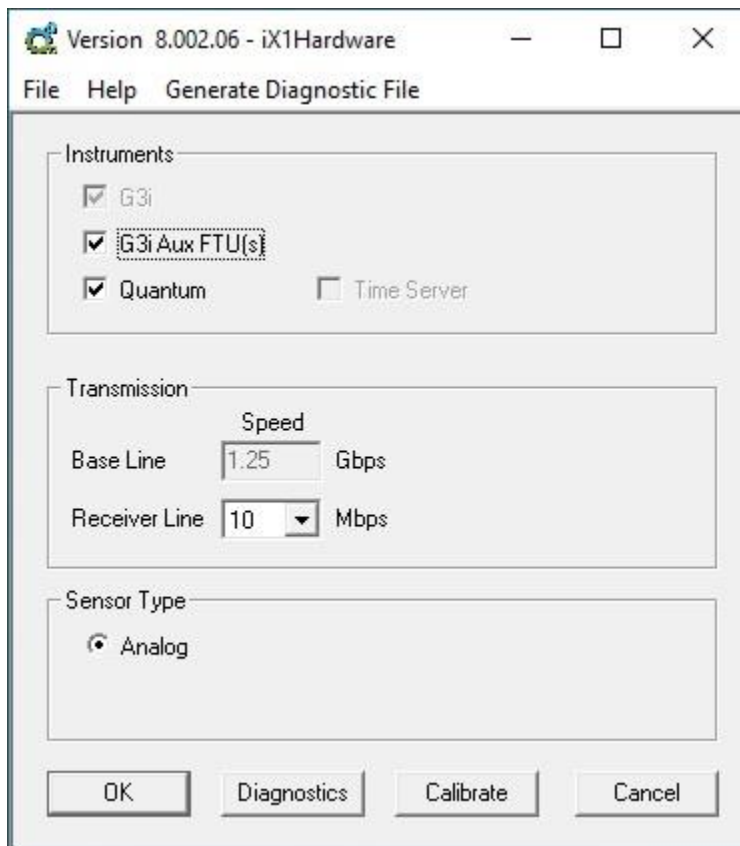 Version 8.002.06 - iX1Hardware
File Help Generate Diagnostic File
Instruments
G3i
G3i Aux FTU(s)
Quantum Time Server
Transmission
Speed
Base Line 1.25 Gbps
Receiver Line 10 Mbps
Sensor Type
Analog
OK Diagnostics Calibrate Cancel